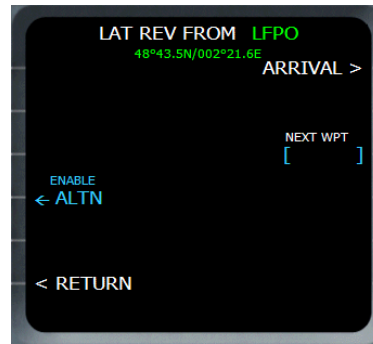 LAT REV FROM LFPO
48°43.5N/002°21.6E
ARRIVAL >
NEXT WPT
[ ]
ENABLE
← ALTN
< RETURN